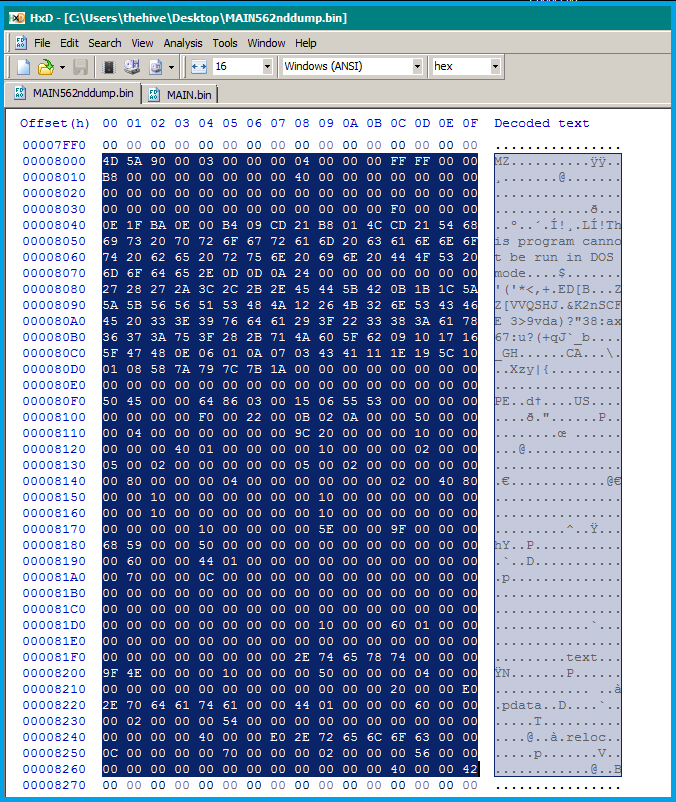 HxD - [C:\Users\thehive\Desktop\MAIN562nddump.bin]
File Edit Search View Analysis Tools Window Help
16 Windows (ANSI) hex
MAIN562nddump.bin MAIN.bin
Offset(h) 00 01 02 03 04 05 06 07 08 09 0A 0B 0C 0D 0E 0F Decoded text
00007FF0 00 00 00 00 00 00 00 00 00 00 00 00 00 00 00 00 ................
00008000 4D 5A 90 00 03 00 00 00 04 00 00 00 FF FF 00 00 MZ..........ÿÿ..
00008010 B8 00 00 00 00 00 00 00 40 00 00 00 00 00 00 00 ¸.......@.......
00008020 00 00 00 00 00 00 00 00 00 00 00 00 00 00 00 00 ................
00008030 00 00 00 00 00 00 00 00 00 00 00 00 F0 00 00 00 ............ð...
00008040 0E 1F BA 0E 00 B4 09 CD 21 B8 01 4C CD 21 54 68 ..º..´.Í!¸.LÍ!Th
00008050 69 73 20 70 72 6F 67 72 61 6D 20 63 61 6E 6E 6F is program canno
00008060 74 20 62 65 20 72 75 6E 20 69 6E 20 44 4F 53 20 t be run in DOS
00008070 6D 6F 64 65 2E 0D 0D 0A 24 00 00 00 00 00 00 00 mode....$.......
00008080 27 28 27 2A 3C 2C 2B 2E 45 44 5B 42 0B 1B 1C 5A '('*<,+.ED[B...Z
00008090 5A 5B 56 56 51 53 48 4A 12 26 4B 32 6E 53 43 46 Z[VVQSHJ.&K2nSCF
000080A0 45 20 33 3E 39 76 64 61 29 3F 22 33 38 3A 61 78 E 3>9vda)?"38:ax
000080B0 36 37 3A 75 3F 28 2B 71 4A 60 5F 62 09 10 17 16 67:u?(+qJ`_b....
000080C0 5F 47 48 0E 06 01 0A 07 03 43 41 11 1E 19 5C 10 _GH......CA...\.
000080D0 01 08 58 7A 79 7C 7B 1A 00 00 00 00 00 00 00 00 ..Xzy|{.........
000080E0 00 00 00 00 00 00 00 00 00 00 00 00 00 00 00 00 ................
000080F0 50 45 00 00 64 86 03 00 15 06 55 53 00 00 00 00 PE..d†....US....
00008100 00 00 00 00 F0 00 22 00 0B 02 0A 00 00 50 00 00 ....ð."......P..
00008110 00 04 00 00 00 00 00 00 9C 20 00 00 00 10 00 00 ........œ ......
00008120 00 00 00 40 01 00 00 00 00 10 00 00 00 02 00 00 ...@............
00008130 05 00 02 00 00 00 00 00 05 00 02 00 00 00 00 00 ................
00008140 00 80 00 00 00 04 00 00 00 00 00 00 02 00 40 80 .€............@€
00008150 00 00 10 00 00 00 00 00 00 10 00 00 00 00 00 00 ................
00008160 00 00 10 00 00 00 00 00 00 10 00 00 00 00 00 00 ................
00008170 00 00 00 00 10 00 00 00 00 5E 00 00 9F 00 00 00 .........^..Ÿ...
00008180 68 59 00 00 50 00 00 00 00 00 00 00 00 00 00 00 hY..P...........
00008190 00 60 00 00 44 01 00 00 00 00 00 00 00 00 00 00 .`..D...........
000081A0 00 70 00 00 0C 00 00 00 00 00 00 00 00 00 00 00 .p..............
000081B0 00 00 00 00 00 00 00 00 00 00 00 00 00 00 00 00 ................
000081C0 00 00 00 00 00 00 00 00 00 00 00 00 00 00 00 00 ................
000081D0 00 00 00 00 00 00 00 00 00 10 00 00 60 01 00 00 ............`...
000081E0 00 00 00 00 00 00 00 00 00 00 00 00 00 00 00 00 ................
000081F0 00 00 00 00 00 00 00 00 2E 74 65 78 74 00 00 00 .........text...
00008200 9F 4E 00 00 00 10 00 00 00 50 00 00 00 04 00 00 ŸN.......P......
00008210 00 00 00 00 00 00 00 00 00 00 00 00 20 00 00 E0 ............ ..à
00008220 2E 70 64 61 74 61 00 00 44 01 00 00 00 60 00 00 .pdata..D....`..
00008230 00 02 00 00 00 54 00 00 00 00 00 00 00 00 00 00 .....T..........
00008240 00 00 00 00 40 00 00 E0 2E 72 65 6C 6F 63 00 00 ....@..à.reloc..
00008250 0C 00 00 00 00 70 00 00 00 02 00 00 00 56 00 00 .....p.......V..
00008260 00 00 00 00 00 00 00 00 00 00 00 00 40 00 00 42 ............@..B
00008270 00 00 00 00 00 00 00 00 00 00 00 00 00 00 00 00 ................